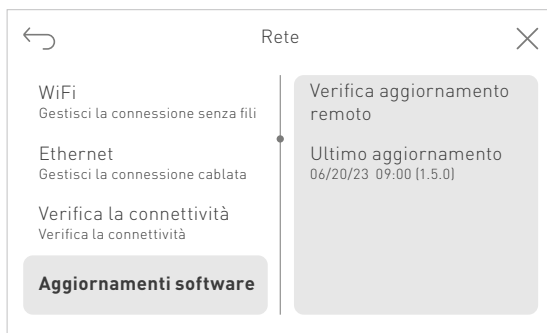 Rete
WiFi
Gestisci la connessione senza fili
Ethernet
Gestisci la connessione cablata
Verifica la connettività
Verifica la connettività
Aggiornamenti software
Verifica aggiornamento
remoto
Ultimo aggiornamento
06/20/23 09:00 (1.5.0)